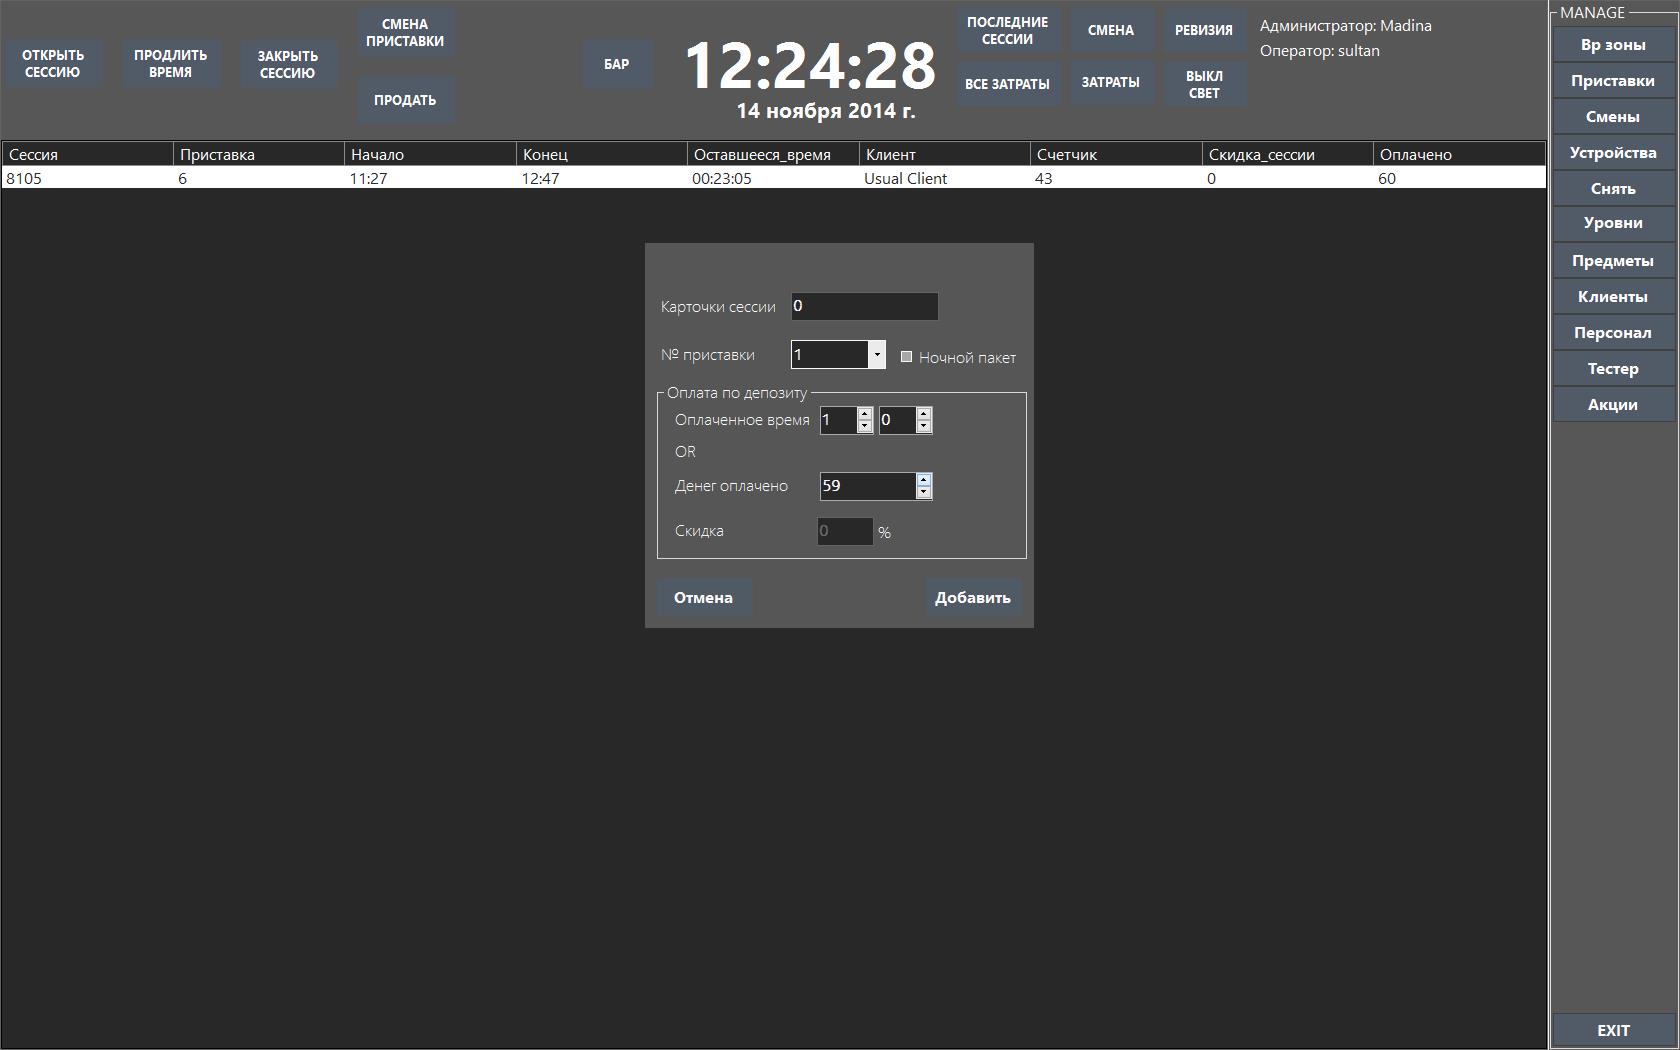 ОТКРЫТЬ
СЕССИЮ
ПРОДЛИТЬ
ВРЕМЯ
ЗАКРЫТЬ
СЕССИЮ
СМЕНА
ПРИСТАВКИ
ПРОДАТЬ
БАР
12:24:28
14 ноября 2014 г.
ПОСЛЕДНИЕ
СЕССИИ
СМЕНА
РЕВИЗИЯ
ВСЕ ЗАТРАТЫ
ЗАТРАТЫ
ВЫКЛ
СВЕТ
Администратор: Madina
Оператор: sultan
Сессия Приставка Начало Конец Оставшееся_время Клиент Счетчик Скидка_сессии Оплачено
8105 6 11:27 12:47 00:23:05 Usual Client 43 0 60
Карточки сессии 0
№ приставки 1 Ночной пакет
Оплата по депозиту
Оплаченное время 1 0
OR
Денег оплачено 59
Скидка 0 %
Отмена Добавить
MANAGE
Вр зоны
Приставки
Смены
Устройства
Снять
Уровни
Предметы
Клиенты
Персонал
Тестер
Акции
EXIT